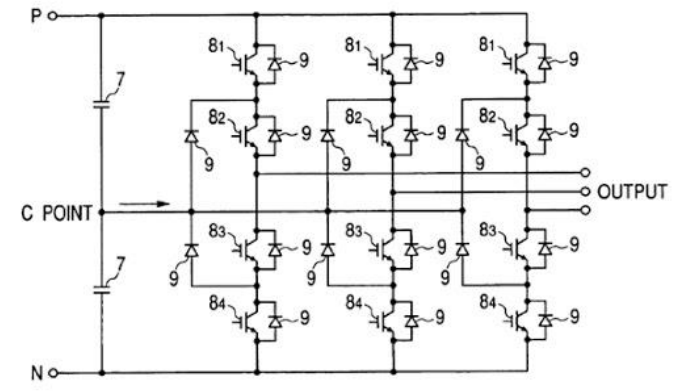 P
81 9 81 9 81 9
7
82 9 82 9 82 9
9 9 9
OUTPUT
C POINT
83 9 83 9 83 9
7
9 9 9
84 9 84 9 84 9
N